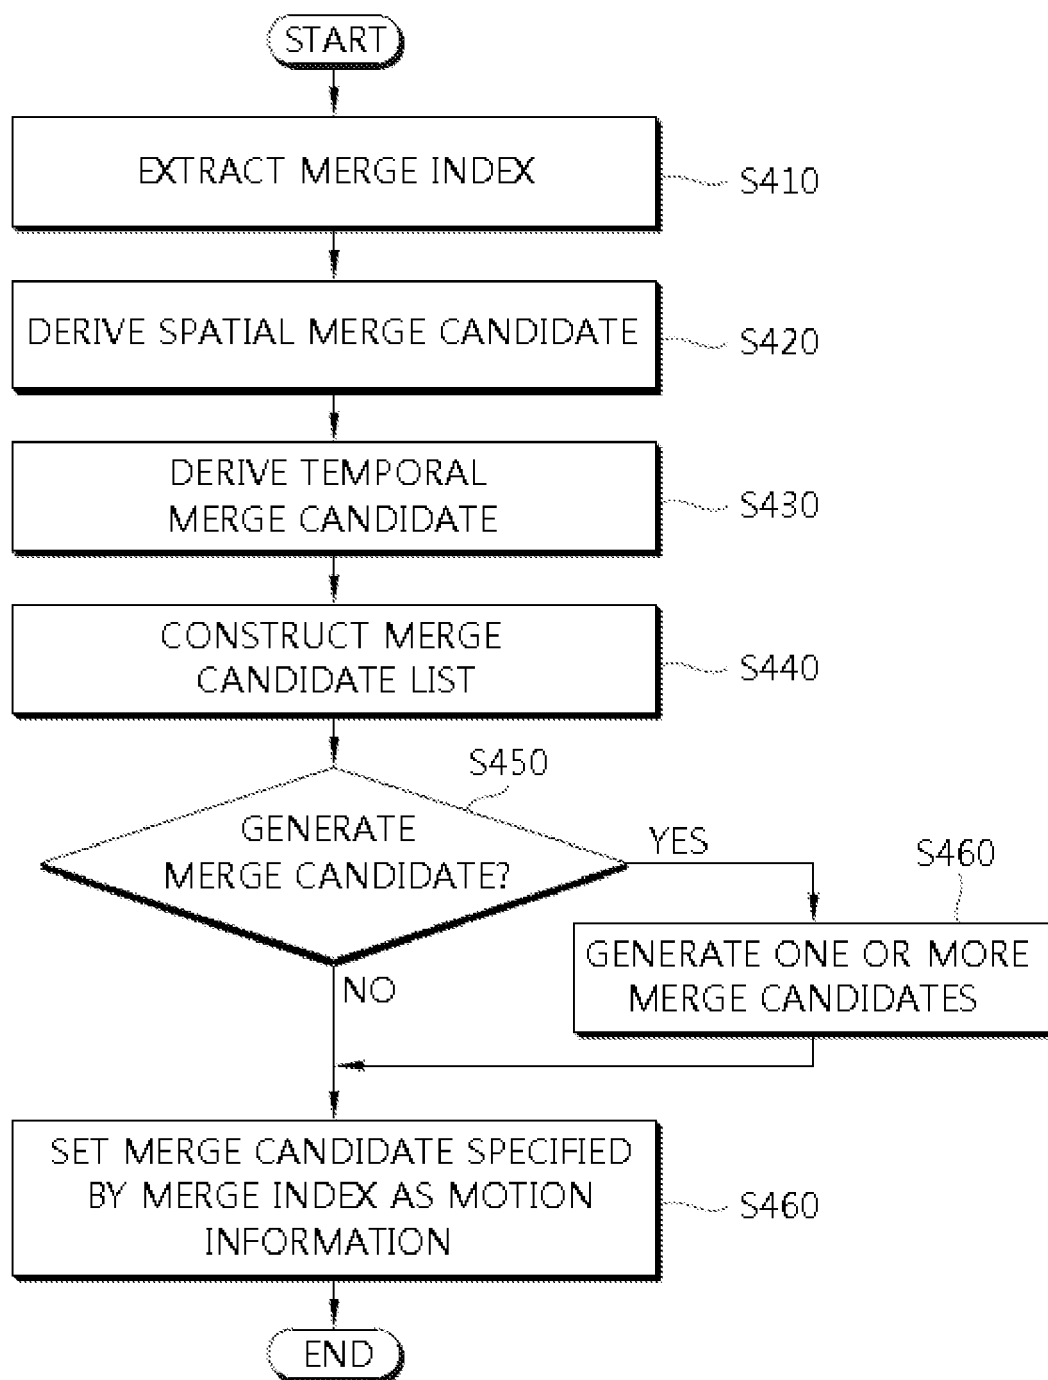 START
EXTRACT MERGE INDEX
S410
DERIVE SPATIAL MERGE CANDIDATE
S420
DERIVE TEMPORAL
MERGE CANDIDATE
S430
CONSTRUCT MERGE
CANDIDATE LIST
S440
S450
GENERATE
MERGE CANDIDATE?
YES
S460
GENERATE ONE OR MORE
MERGE CANDIDATES
NO
SET MERGE CANDIDATE SPECIFIED
BY MERGE INDEX AS MOTION
INFORMATION
S460
END